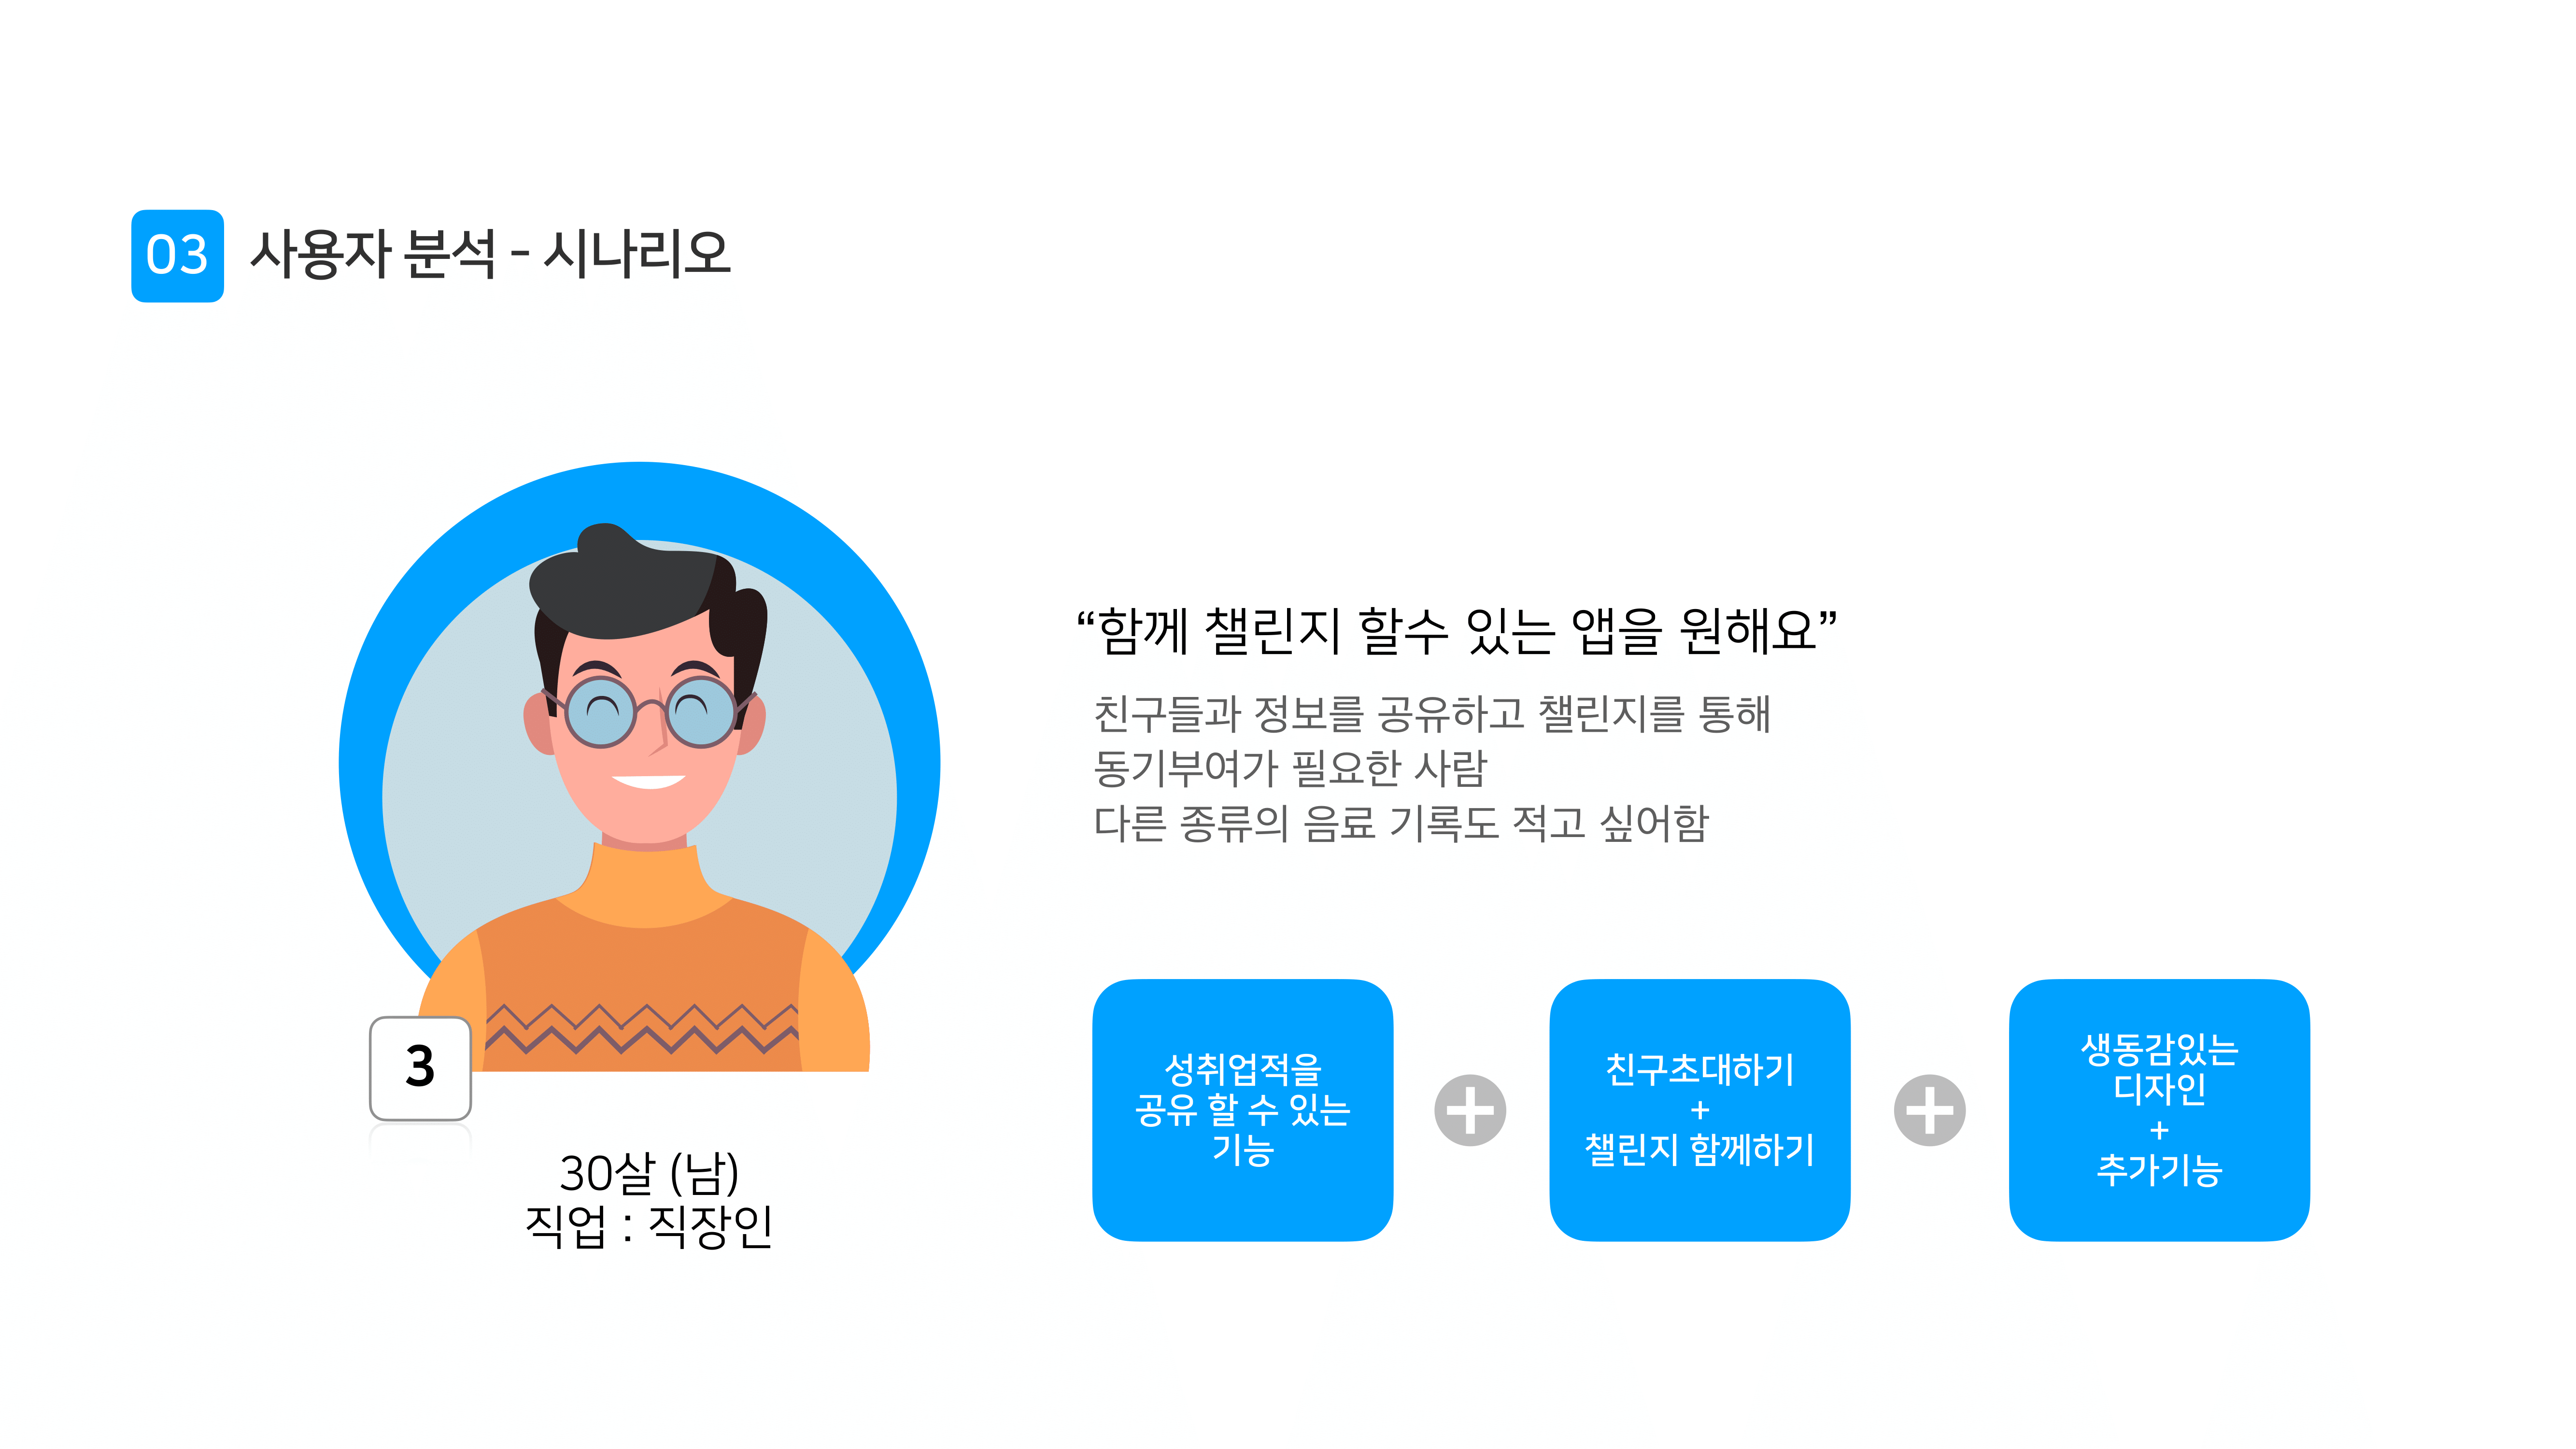 03 사용자 분석 - 시나리오
“함께 챌린지 할수 있는 앱을 원해요”
친구들과 정보를 공유하고 챌린지를 통해
동기부여가 필요한 사람
다른 종류의 음료 기록도 적고 싶어함
3
30살 (남)
직업 : 직장인
성취업적을
공유 할 수 있는
기능
친구초대하기
+
챌린지 함께하기
생동감있는
디자인
+
추가기능